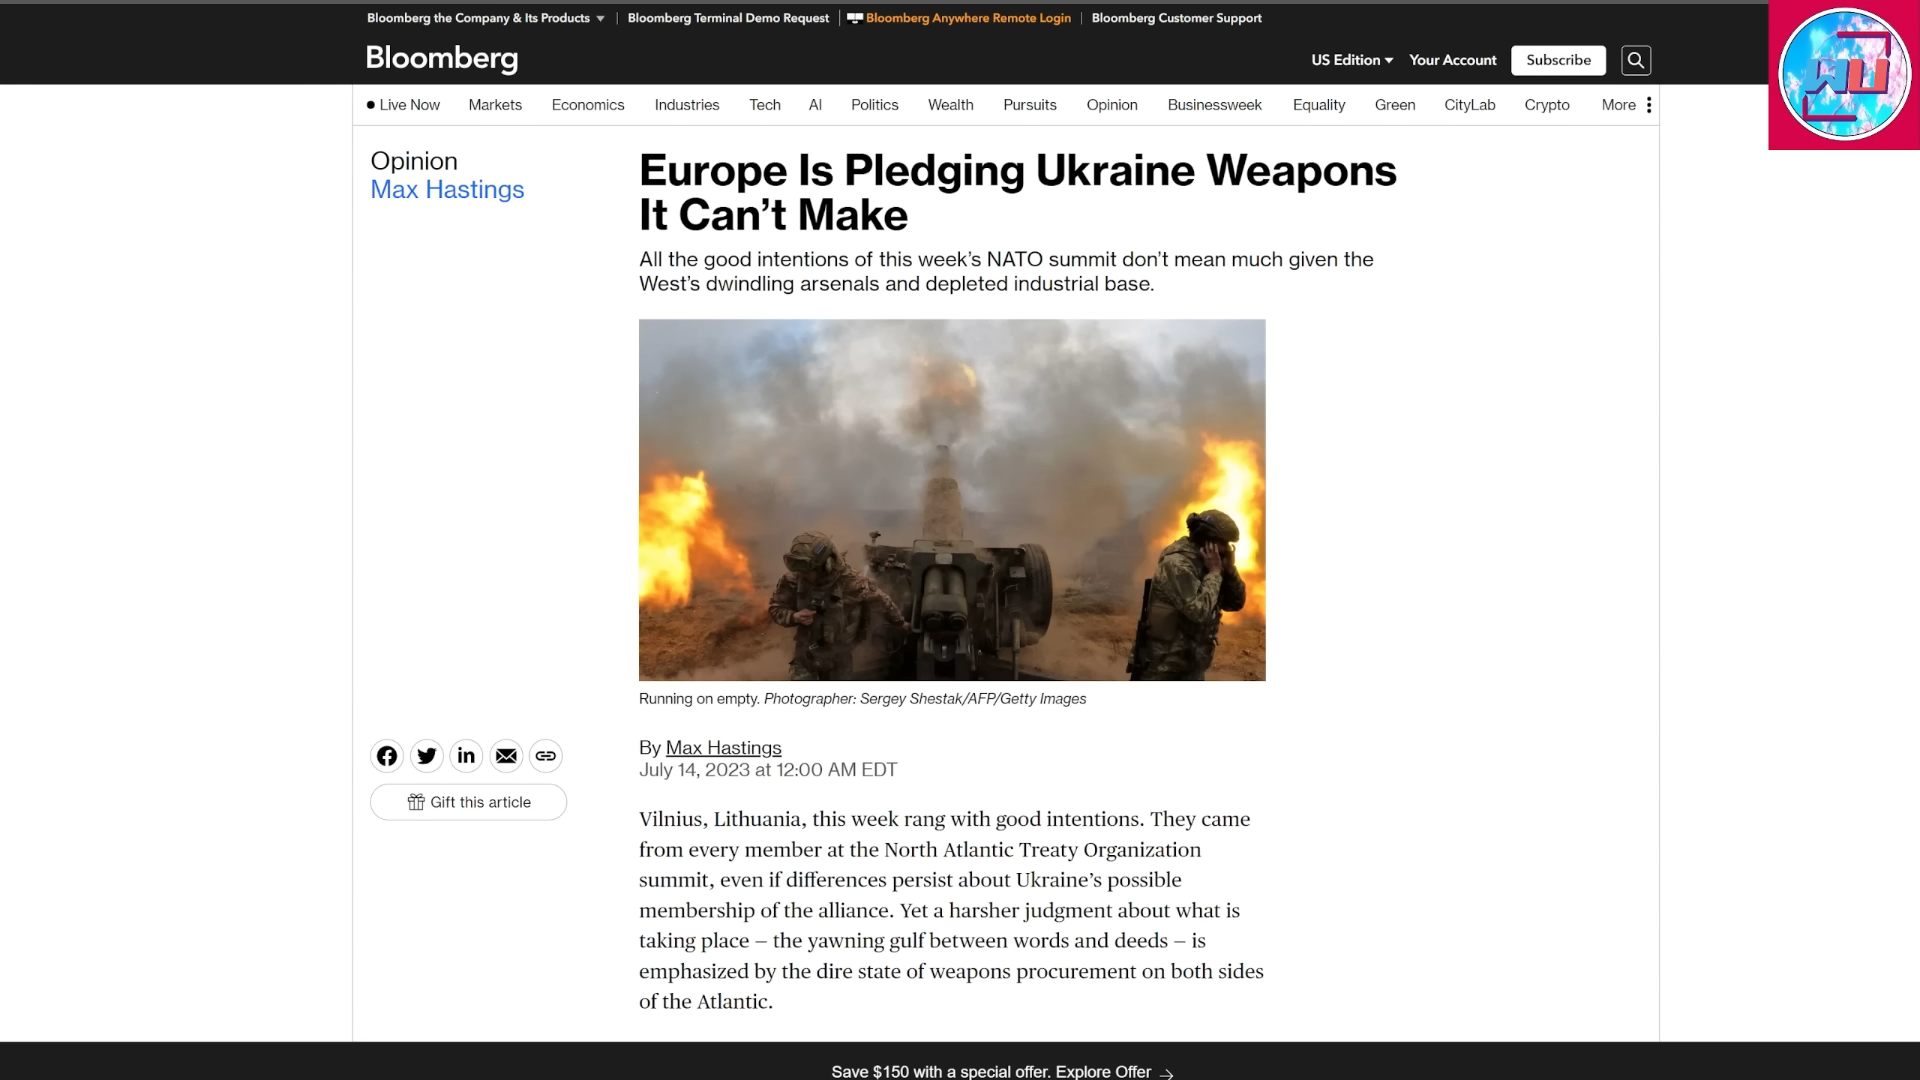 Bloomberg the Company & Its Products
Bloomberg Terminal Demo Request
Bloomberg Anywhere Remote Login
Bloomberg Customer Support
Bloomberg
US Edition
Your Account
Subscribe
WU
Live Now
Markets
Economics
Industries
Tech
AI
Politics
Wealth
Pursuits
Opinion
Businessweek
Equality
Green
CityLab
Crypto
More
Opinion
Max Hastings
Europe Is Pledging Ukraine Weapons
It Can’t Make
All the good intentions of this week’s NATO summit don’t mean much given the
West’s dwindling arsenals and depleted industrial base.
Running on empty. Photographer: Sergey Shestak/AFP/Getty Images
Gift this article
By Max Hastings
July 14, 2023 at 12:00 AM EDT
Vilnius, Lithuania, this week rang with good intentions. They came
from every member at the North Atlantic Treaty Organization
summit, even if differences persist about Ukraine’s possible
membership of the alliance. Yet a harsher judgment about what is
taking place – the yawning gulf between words and deeds – is
emphasized by the dire state of weapons procurement on both sides
of the Atlantic.
Save $150 with a special offer. Explore Offer →